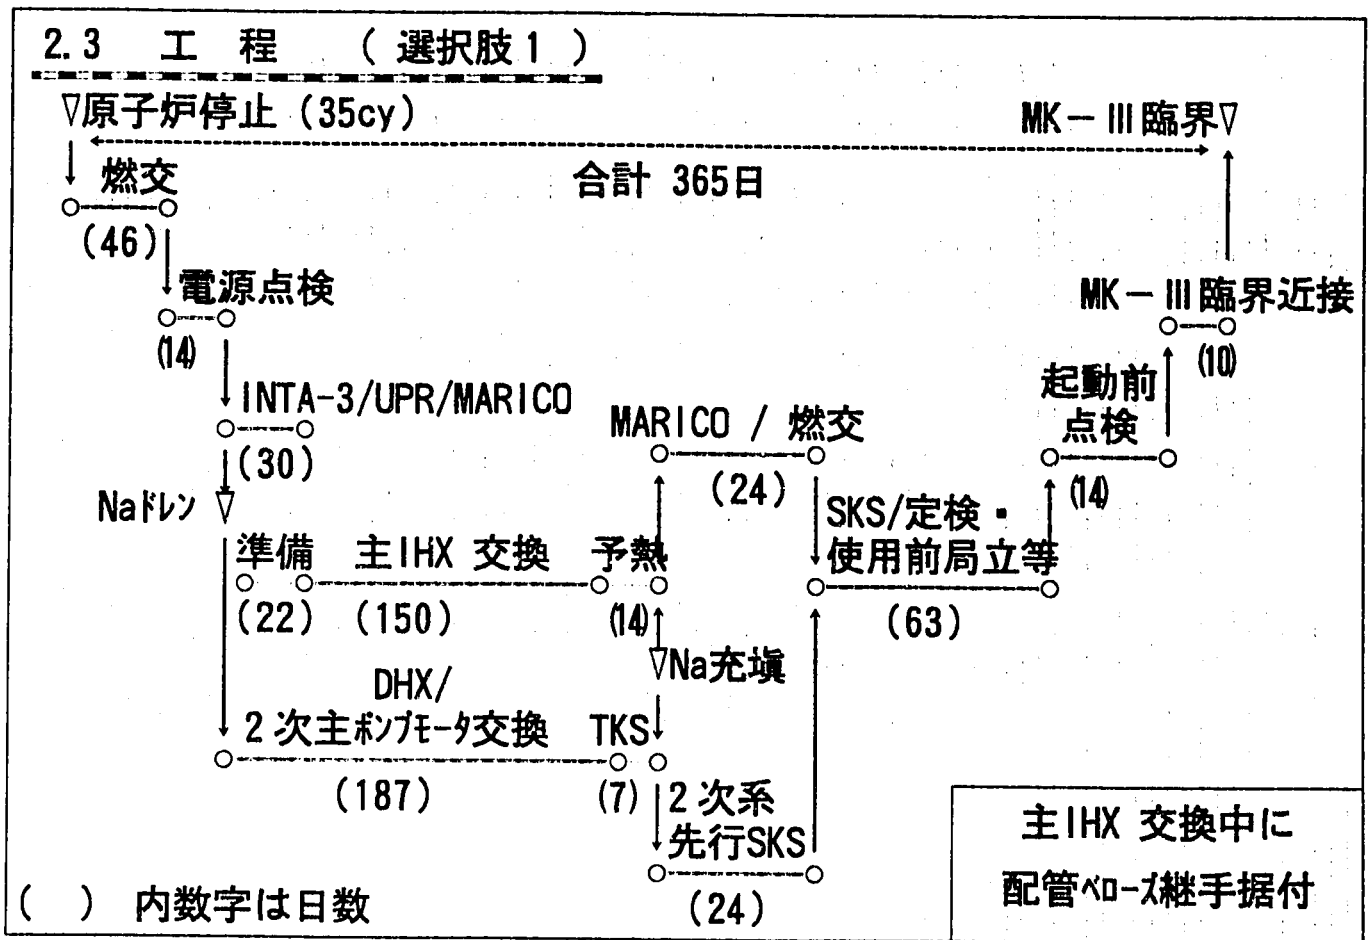 2.3 工 程 ( 選択肢1 )
▽原子炉停止 (35cy)
MK-III臨界▽
合計 365日
燃交
(46)
電源点検
(14)
INTA-3/UPR/MARICO
(30)
Naドレン ▽
準備
(22)
主IHX 交換
(150)
予熱
(14)
▽Na充塡
DHX/
2次主ポンプモータ交換
(187)
TKS
(7)
2次系
先行SKS
(24)
MARICO / 燃交
(24)
SKS/定検・
使用前局立等
(63)
起動前
点検
(14)
MK-III臨界近接
(10)
主IHX 交換中に
配管ベローズ継手据付
( ) 内数字は日数